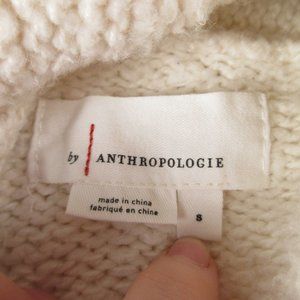 by ANTHROPOLOGIE
made in china
fabriqué en chine
S